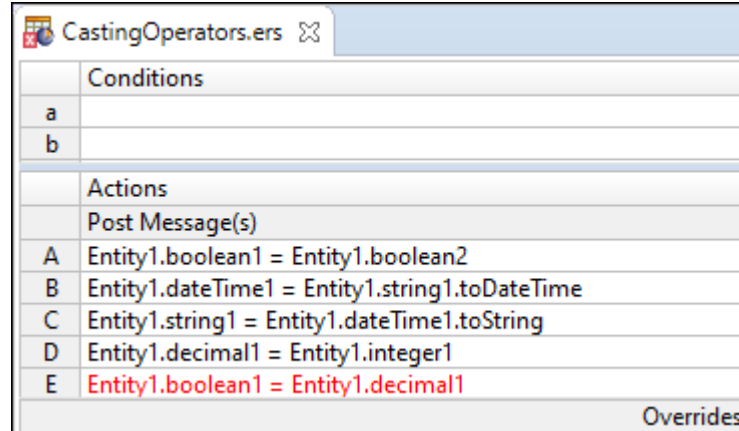 CastingOperators.ers
Conditions
a
b
Actions
Post Message(s)
A Entity1.boolean1 = Entity1.boolean2
B Entity1.dateTime1 = Entity1.string1.toDateTime
C Entity1.string1 = Entity1.dateTime1.toString
D Entity1.decimal1 = Entity1.integer1
E Entity1.boolean1 = Entity1.decimal1
Overrides